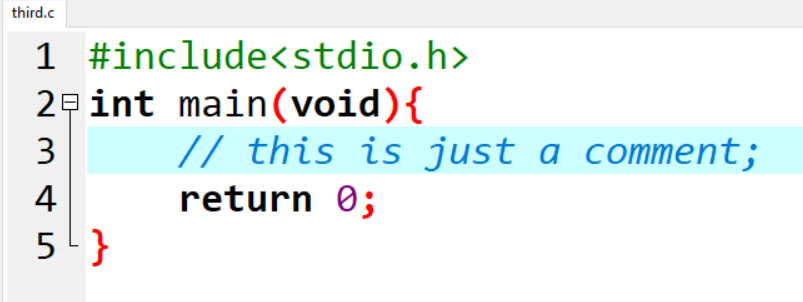 third.c
1 #include<stdio.h>
2 int main(void){
3     // this is just a comment;
4     return 0;
5 }